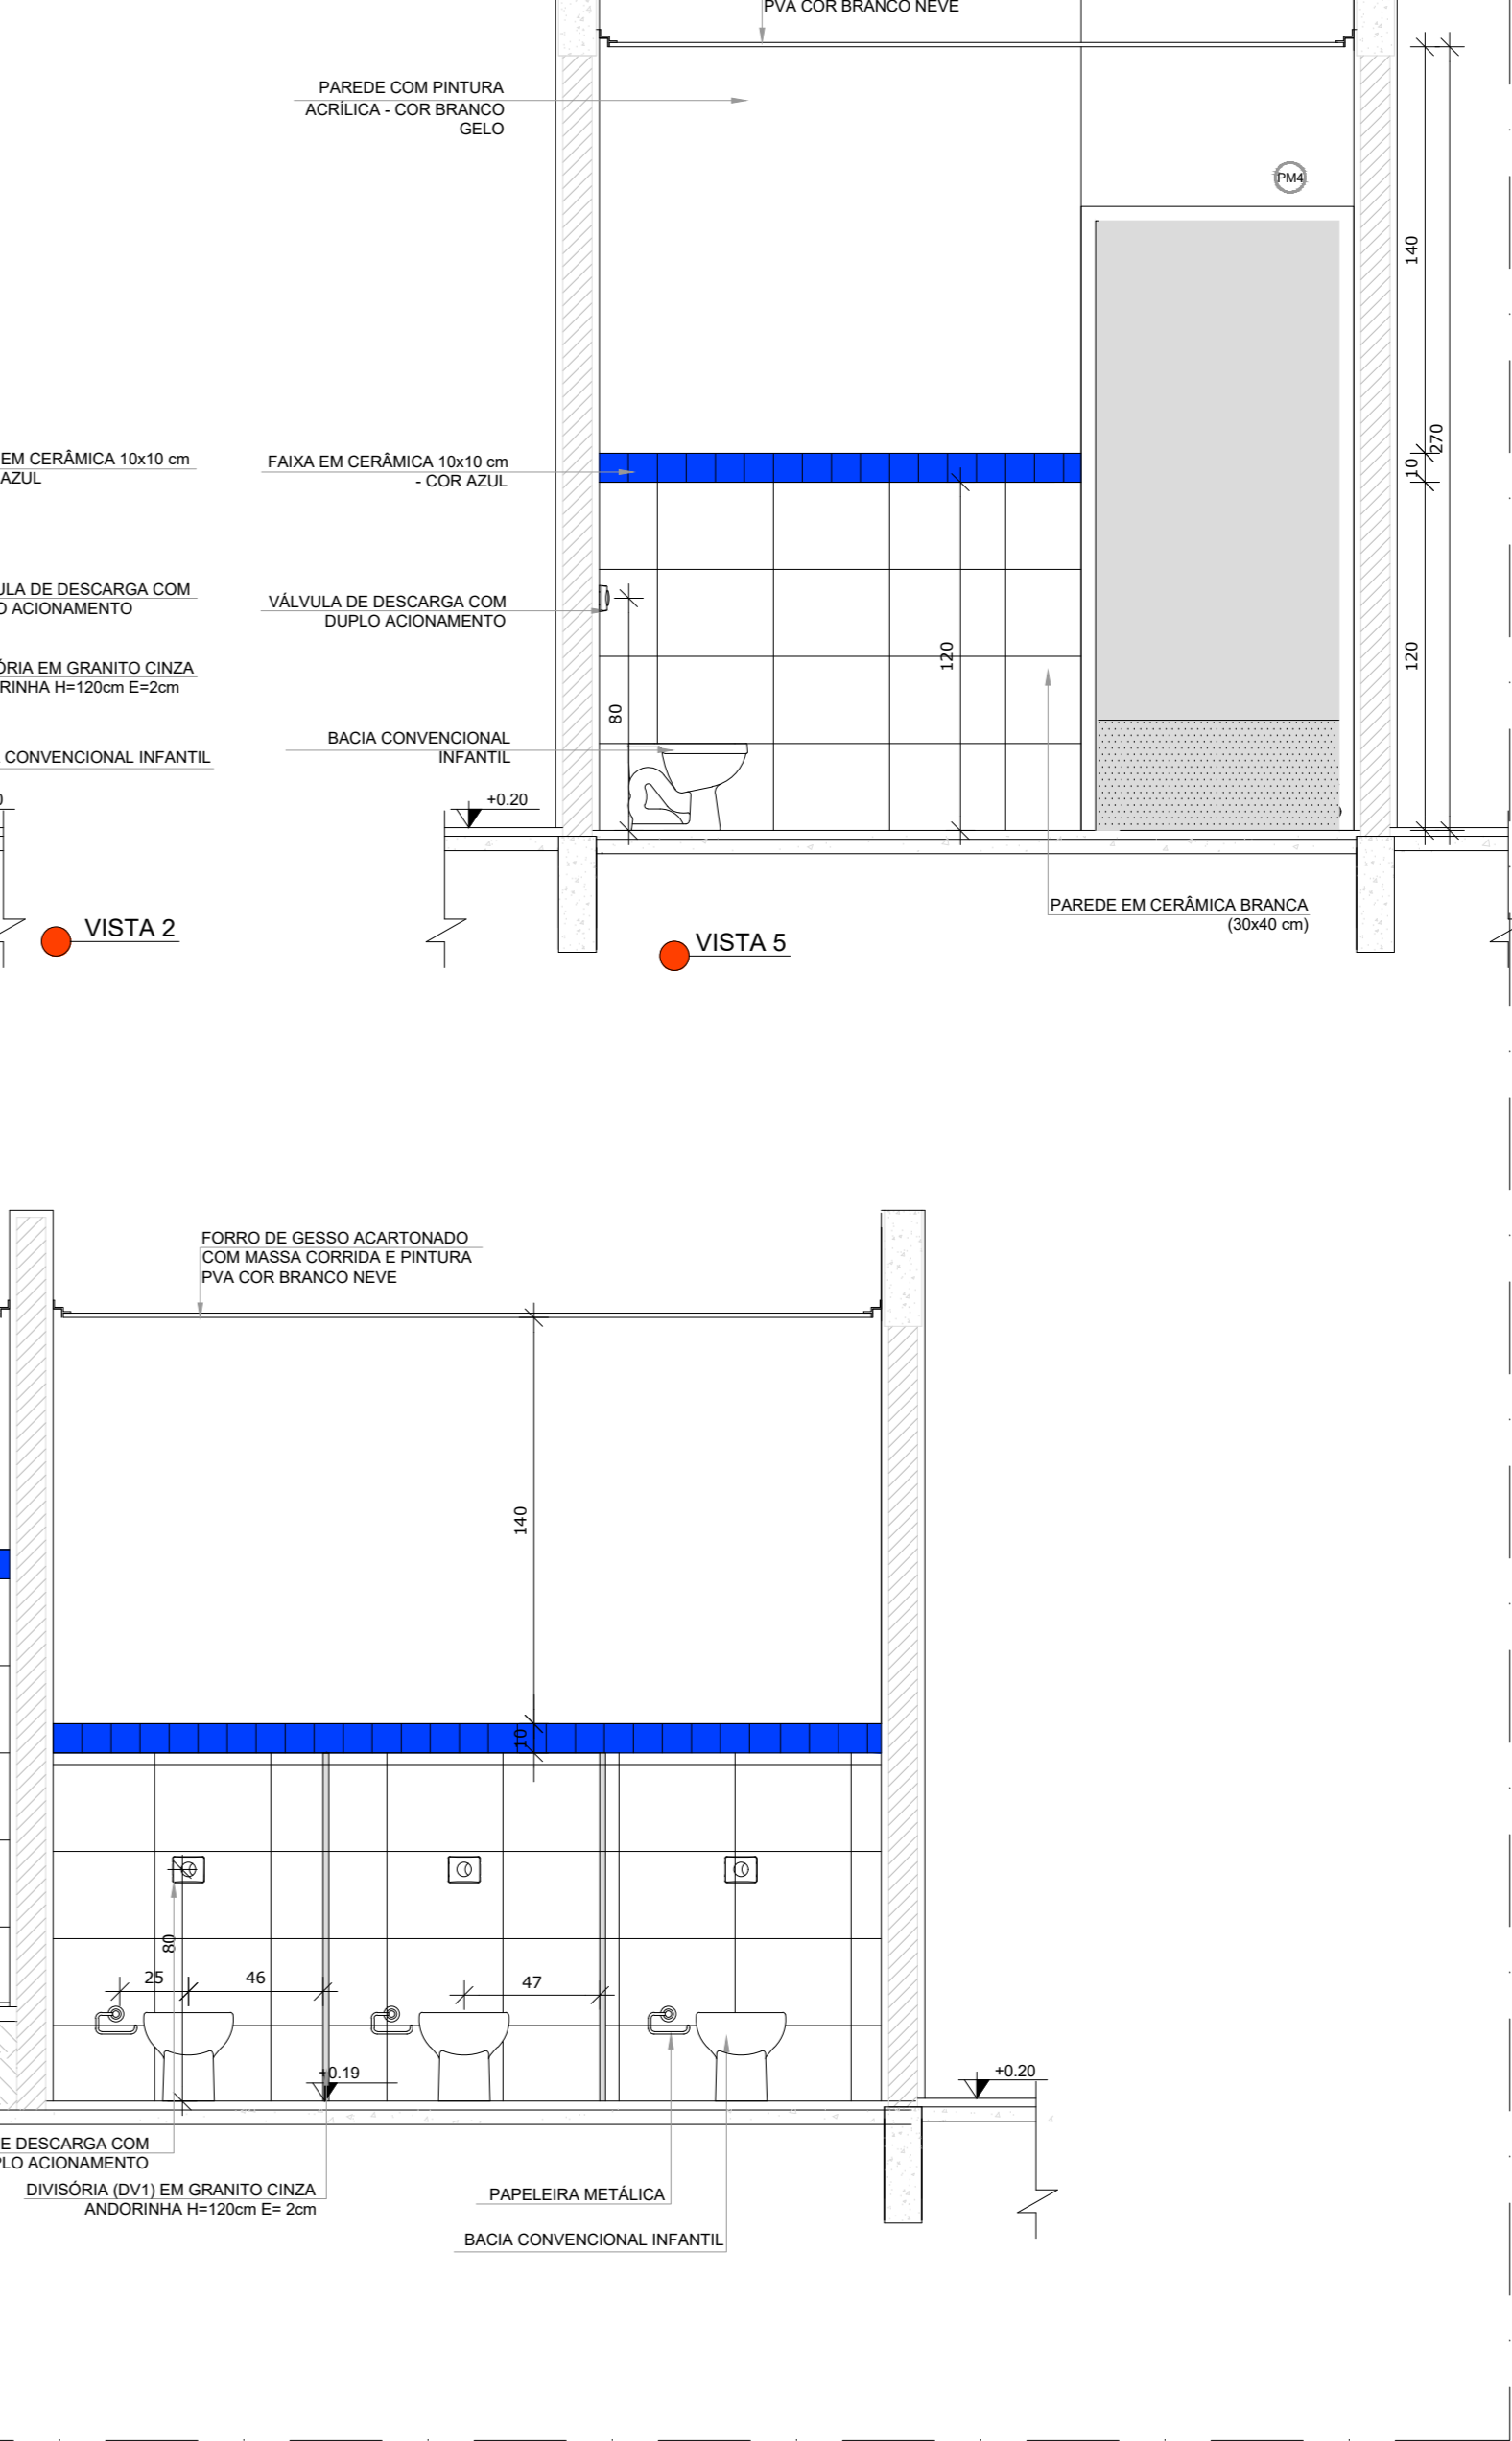 PVA COR BRANCO NEVE
PAREDE COM PINTURA
ACRÍLICA - COR BRANCO
GELO
PM4
140
270
10
120
EM CERÂMICA 10x10 cm
AZUL
FAIXA EM CERÂMICA 10x10 cm
- COR AZUL
ULA DE DESCARGA COM
O ACIONAMENTO
VÁLVULA DE DESCARGA COM
DUPLO ACIONAMENTO
ÓRIA EM GRANITO CINZA
RINHA H=120cm E=2cm
120
80
CONVENCIONAL INFANTIL
BACIA CONVENCIONAL
INFANTIL
+0.20
PAREDE EM CERÂMICA BRANCA
(30x40 cm)
VISTA 2
VISTA 5
FORRO DE GESSO ACARTONADO
COM MASSA CORRIDA E PINTURA
PVA COR BRANCO NEVE
140
10
80
25
46
47
+0.19
+0.20
E DESCARGA COM
PLO ACIONAMENTO
DIVISÓRIA (DV1) EM GRANITO CINZA
ANDORINHA H=120cm E= 2cm
PAPELEIRA METÁLICA
BACIA CONVENCIONAL INFANTIL